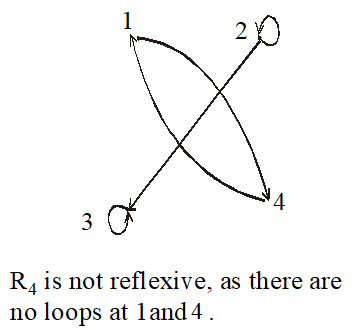 1
2
4
3
R₄ is not reflexive, as there are
no loops at 1 and 4 .